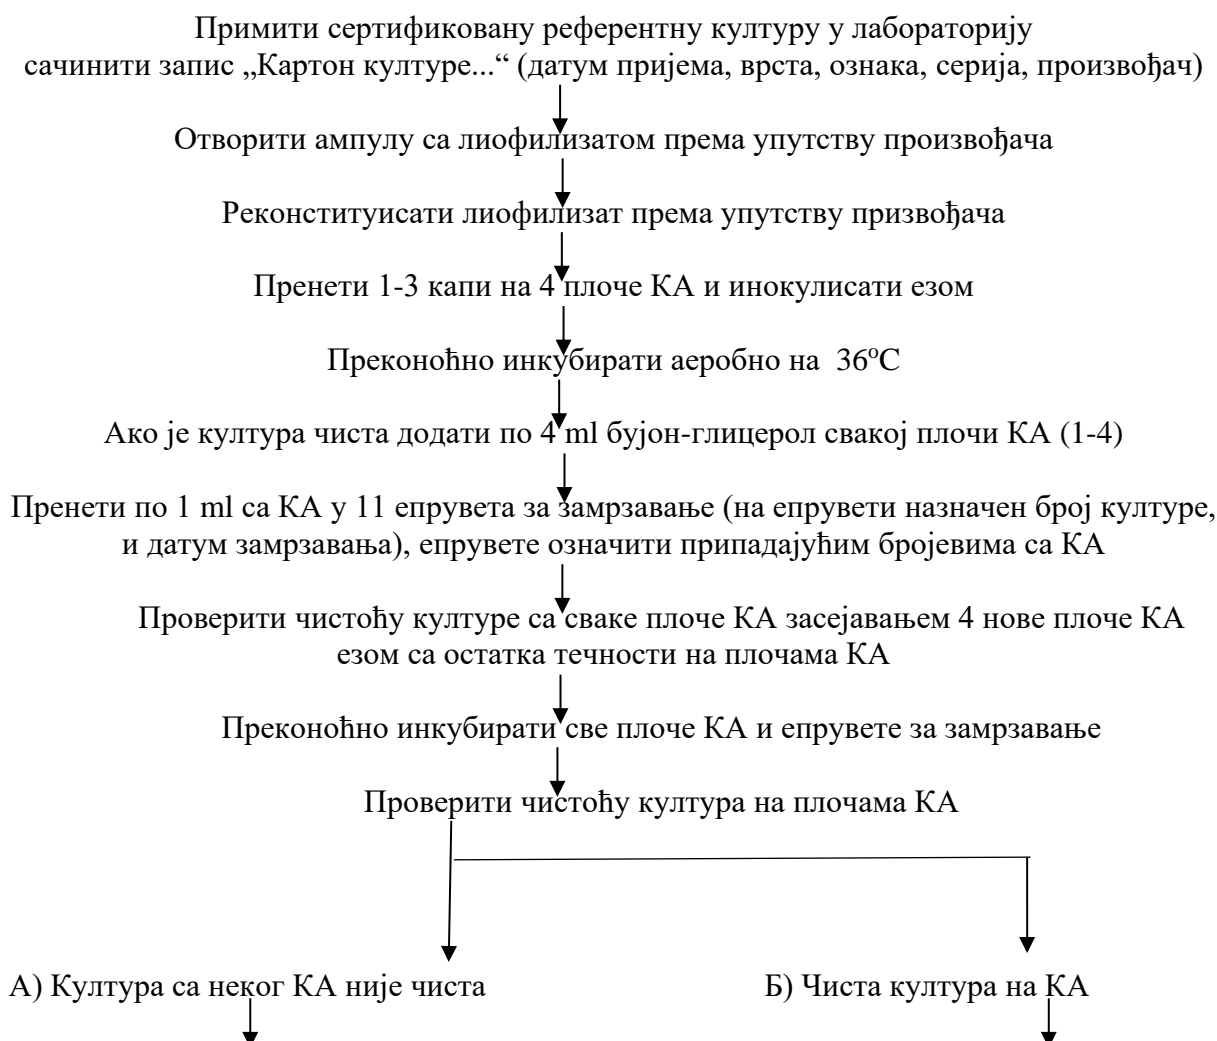 Примити сертификовану референтну културу у лабораторију
сачинити запис „Картон културе...“ (датум пријема, врста, ознака, серија, произвођач)
Отворити ампулу са лиофилизатом према упутству произвођача
Реконституисати лиофилизат према упутству призвођача
Пренети 1-3 капи на 4 плоче КА и инокулисати езом
Преконоћно инкубирати аеробно на 36°С
Ако је култура чиста додати по 4 ml бујон-глицерол свакој плочи КА (1-4)
Пренети по 1 ml са КА у 11 епрувета за замрзавање (на епрувети назначен број културе,
и датум замрзавања), епрувете означити припадајућим бројевима са КА
Проверити чистоћу културе са сваке плоче КА засејавањем 4 нове плоче КА
езом са остатка течности на плочама КА
Преконоћно инкубирати све плоче КА и епрувете за замрзавање
Проверити чистоћу култура на плочама КА
А) Култура са неког КА није чиста
Б) Чиста култура на КА